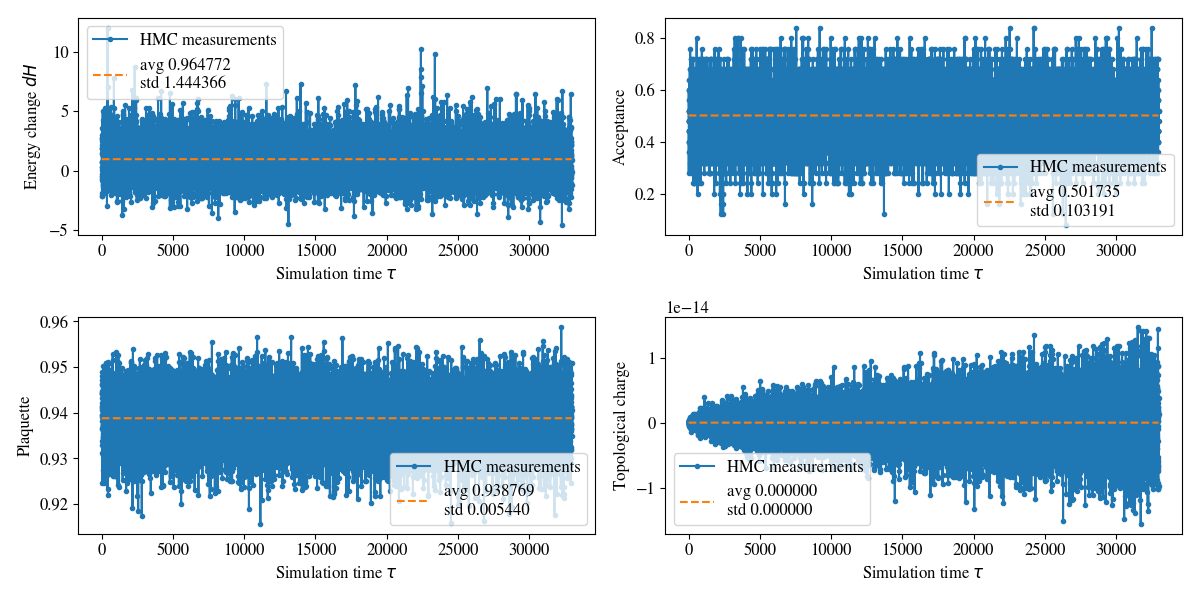 10
5
0
−5
Energy change dH
HMC measurements
avg 0.964772
std 1.444366
0 5000 10000 15000 20000 25000 30000
Simulation time τ
0.8
0.6
0.4
0.2
Acceptance
HMC measurements
avg 0.501735
std 0.103191
0 5000 10000 15000 20000 25000 30000
Simulation time τ
0.96
0.95
0.94
0.93
0.92
Plaquette
HMC measurements
avg 0.938769
std 0.005440
0 5000 10000 15000 20000 25000 30000
Simulation time τ
1e−14
1
0
−1
Topological charge
HMC measurements
avg 0.000000
std 0.000000
0 5000 10000 15000 20000 25000 30000
Simulation time τ